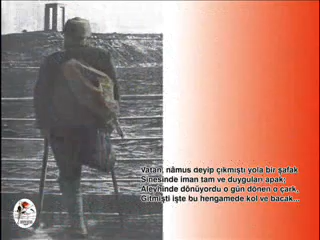 Vatan, nâmus deyip çıkmıştı yola bir şafak
Sinesinde iman tam ve duyguları apak;
Aleyhinde dönüyordu o gün dönen o çark,
Gitmişti işte bu hengamede kol ve bacak...